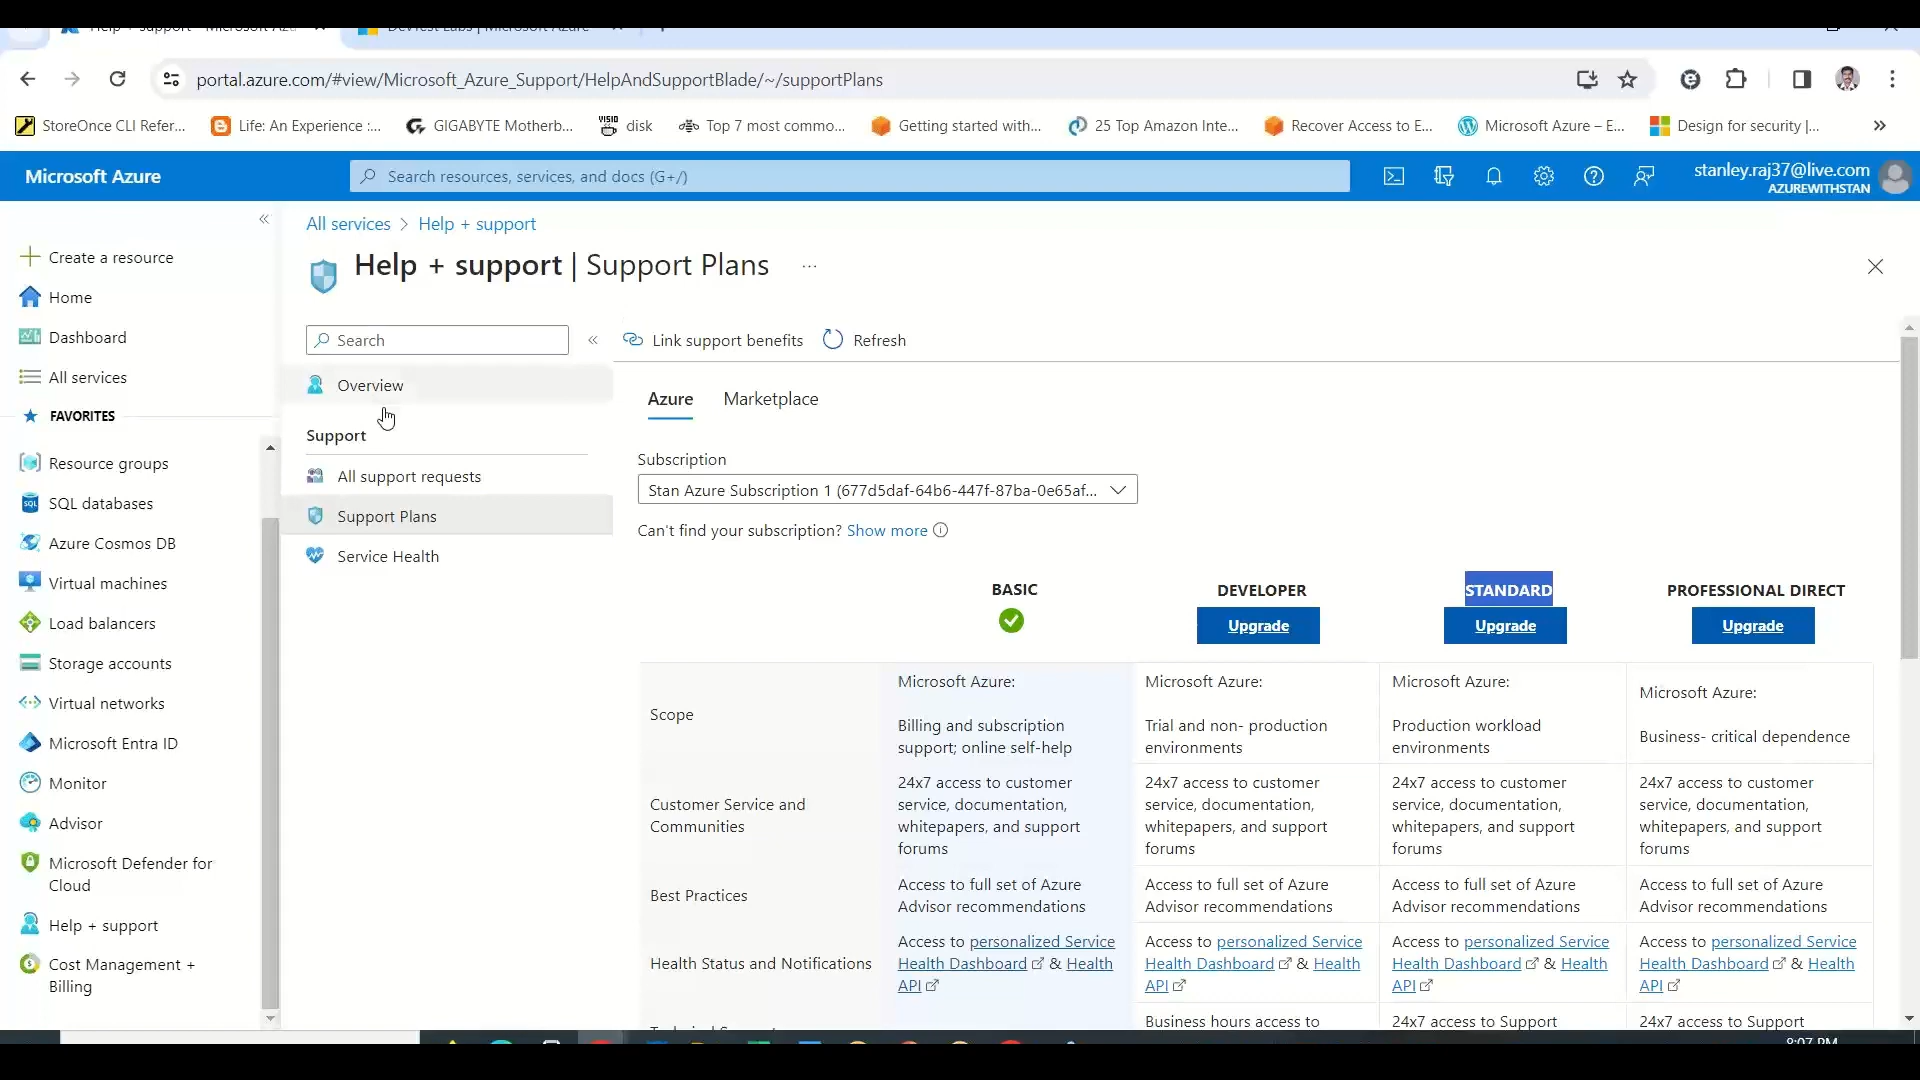 Help + support - Microsoft Azu
DevTest Labs | Microsoft Azure
portal.azure.com/#view/Microsoft_Azure_Support/HelpAndSupportBlade/~/supportPlans
StoreOnce CLI Refer...
Life: An Experience :...
GIGABYTE Motherb...
VISIO
disk
Top 7 most commo...
Getting started with...
25 Top Amazon Inte...
Recover Access to E...
Microsoft Azure – E...
Design for security |...
Microsoft Azure
Search resources, services, and docs (G+/)
stanley.raj37@live.com
AZUREWITHSTAN
Create a resource
Home
Dashboard
All services
FAVORITES
Resource groups
SQL databases
Azure Cosmos DB
Virtual machines
Load balancers
Storage accounts
Virtual networks
Microsoft Entra ID
Monitor
Advisor
Microsoft Defender for
Cloud
Help + support
Cost Management +
Billing
All services > Help + support
Help + support | Support Plans ...
Search
Overview
Support
All support requests
Support Plans
Service Health
Link support benefits
Refresh
Azure
Marketplace
Subscription
Stan Azure Subscription 1 (677d5daf-64b6-447f-87ba-0e65af...
Can't find your subscription? Show more
BASIC
DEVELOPER
Upgrade
STANDARD
Upgrade
PROFESSIONAL DIRECT
Upgrade
Scope
Microsoft Azure:
Billing and subscription
support; online self-help
Microsoft Azure:
Trial and non- production
environments
Microsoft Azure:
Production workload
environments
Microsoft Azure:
Business- critical dependence
Customer Service and
Communities
24x7 access to customer
service, documentation,
whitepapers, and support
forums
24x7 access to customer
service, documentation,
whitepapers, and support
forums
24x7 access to customer
service, documentation,
whitepapers, and support
forums
24x7 access to customer
service, documentation,
whitepapers, and support
forums
Best Practices
Access to full set of Azure
Advisor recommendations
Access to full set of Azure
Advisor recommendations
Access to full set of Azure
Advisor recommendations
Access to full set of Azure
Advisor recommendations
Health Status and Notifications
Access to personalized Service
Health Dashboard & Health
API
Access to personalized Service
Health Dashboard & Health
API
Access to personalized Service
Health Dashboard & Health
API
Access to personalized Service
Health Dashboard & Health
API
Business hours access to
24x7 access to Support
24x7 access to Support
8:07 PM